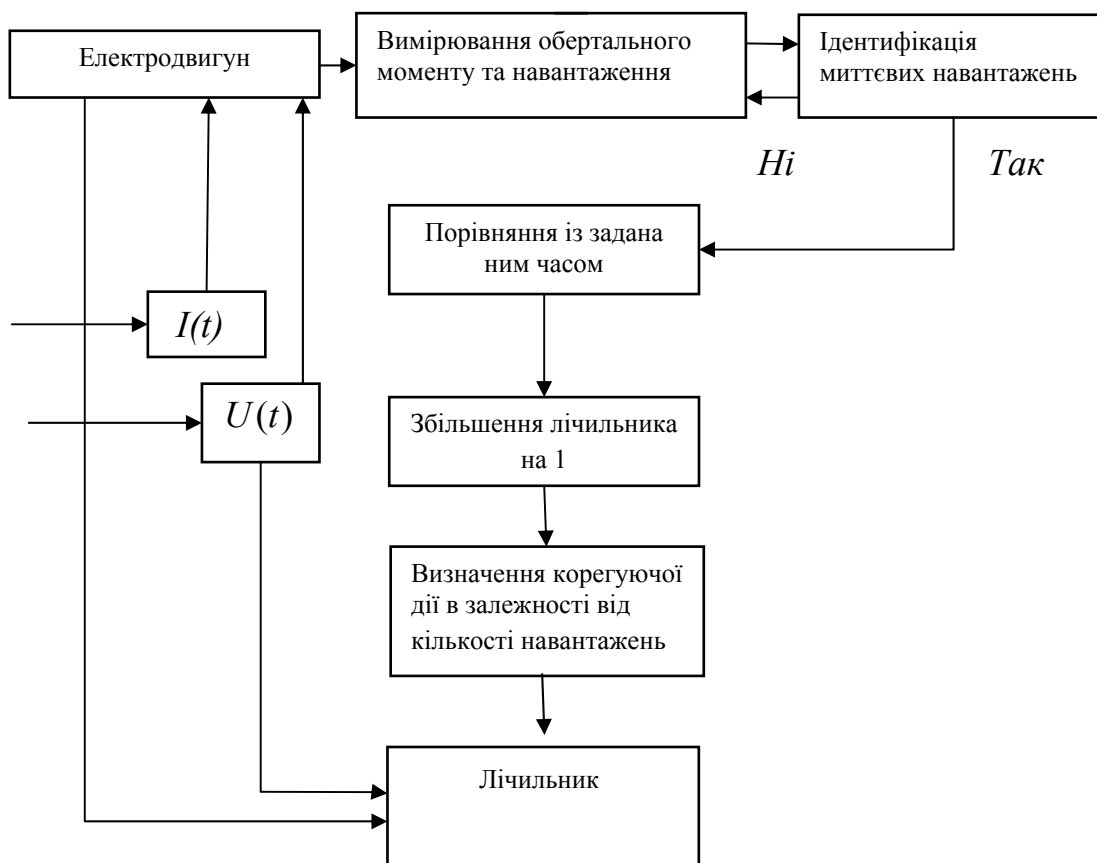 Електродвигун
Вимірювання обертального
моменту та навантаження
Ідентифікація
миттєвих навантажень
Ні
Так
Порівняння із задана
ним часом
I(t)
U(t)
Збільшення лічильника
на 1
Визначення корегуючої
дії в залежності від
кількості навантажень
Лічильник